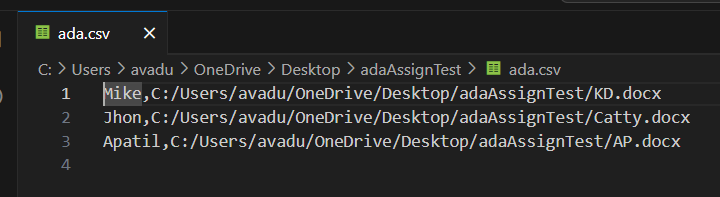 ada.csv ×
C: > Users > avadu > OneDrive > Desktop > adaAssignTest > ada.csv
1 Mike,C:/Users/avadu/OneDrive/Desktop/adaAssignTest/KD.docx
2 Jhon,C:/Users/avadu/OneDrive/Desktop/adaAssignTest/Catty.docx
3 Apatil,C:/Users/avadu/OneDrive/Desktop/adaAssignTest/AP.docx
4